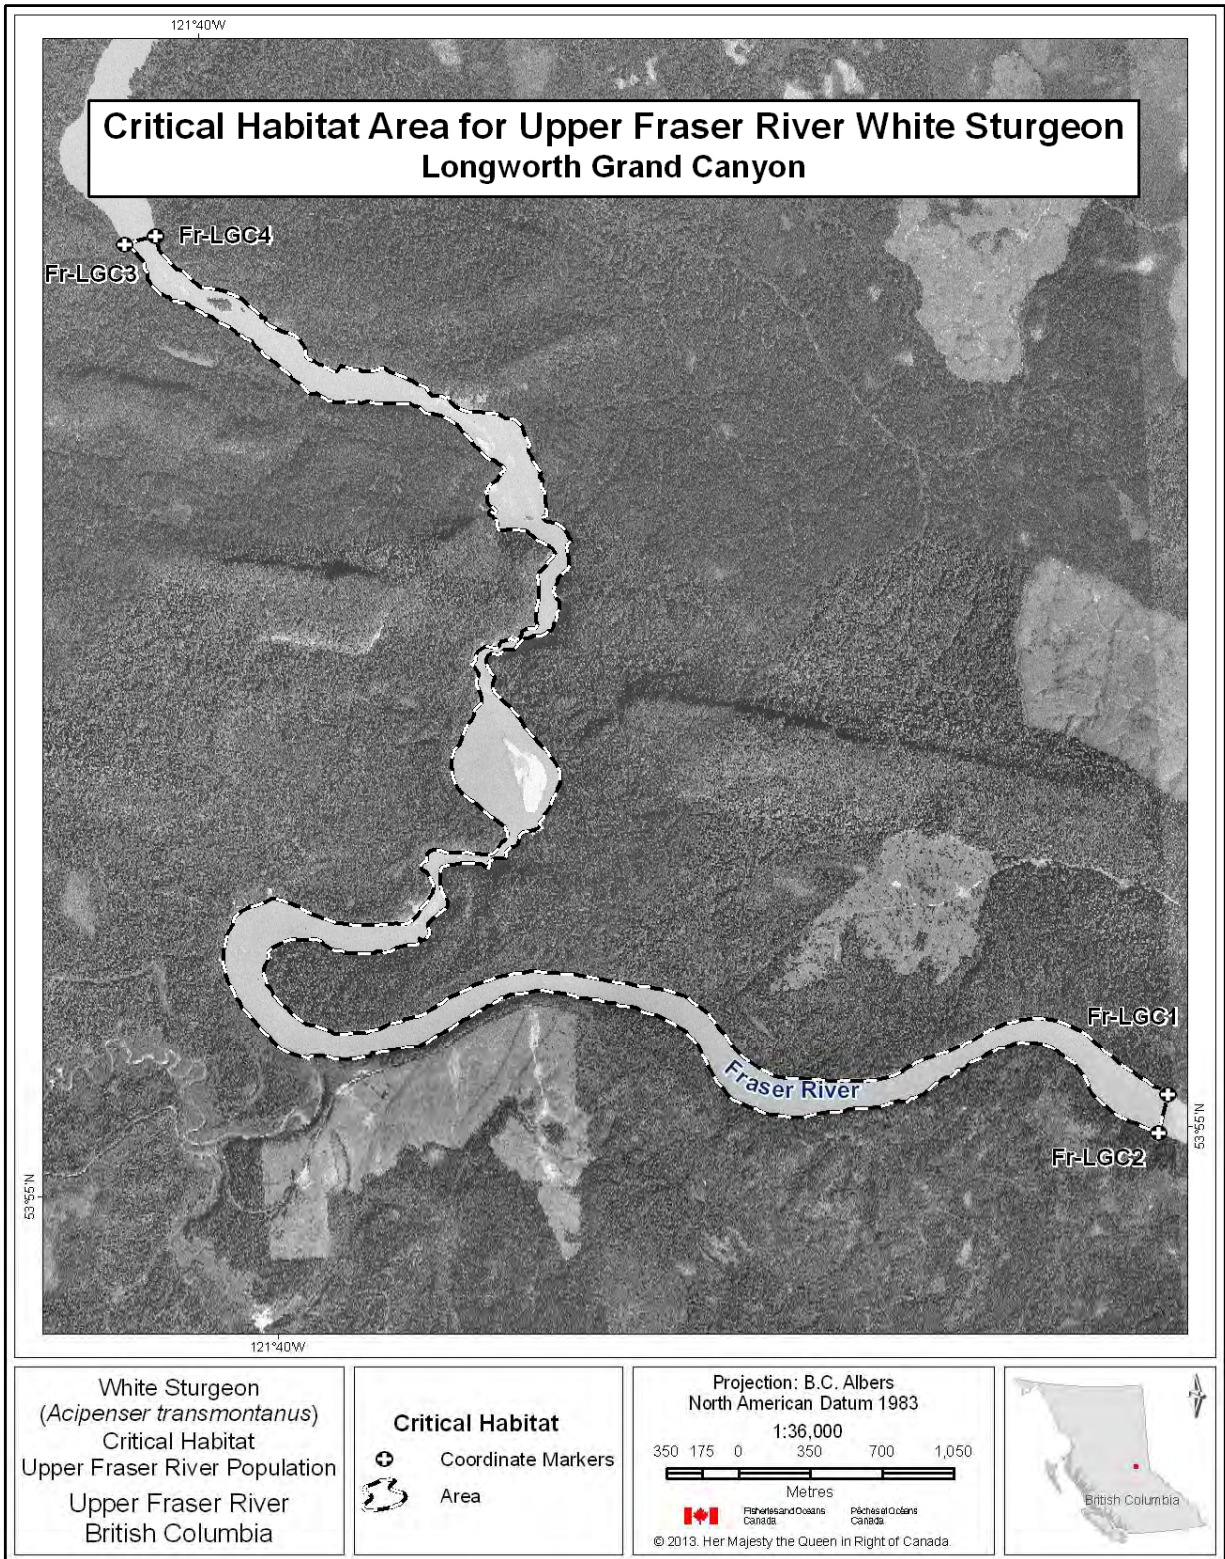 121°40'W
Critical Habitat Area for Upper Fraser River White Sturgeon
Longworth Grand Canyon
Fr-LGC4
Fr-LGC3
Fr-LGC1
Fraser River
Fr-LGC2
53°55'N
53°55'N
121°40'W
White Sturgeon
(Acipenser transmontanus)
Critical Habitat
Upper Fraser River Population
Upper Fraser River
British Columbia
Critical Habitat
Coordinate Markers
Area
Projection: B.C. Albers
North American Datum 1983
1:36,000
350 175 0 350 700 1,050
Metres
Fisheries and Oceans Canada
Pêches et Océans Canada
© 2013. Her Majesty the Queen in Right of Canada.
British Columbia